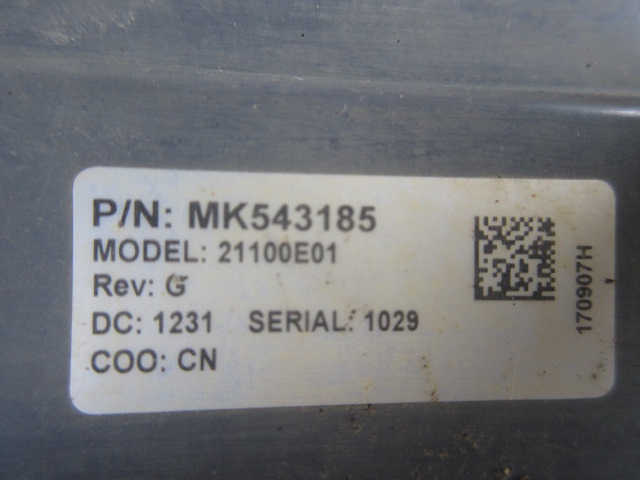 P/N: MK543185
MODEL: 21100E01
Rev: G
DC: 1231 SERIAL: 1029
COO: CN
170907H